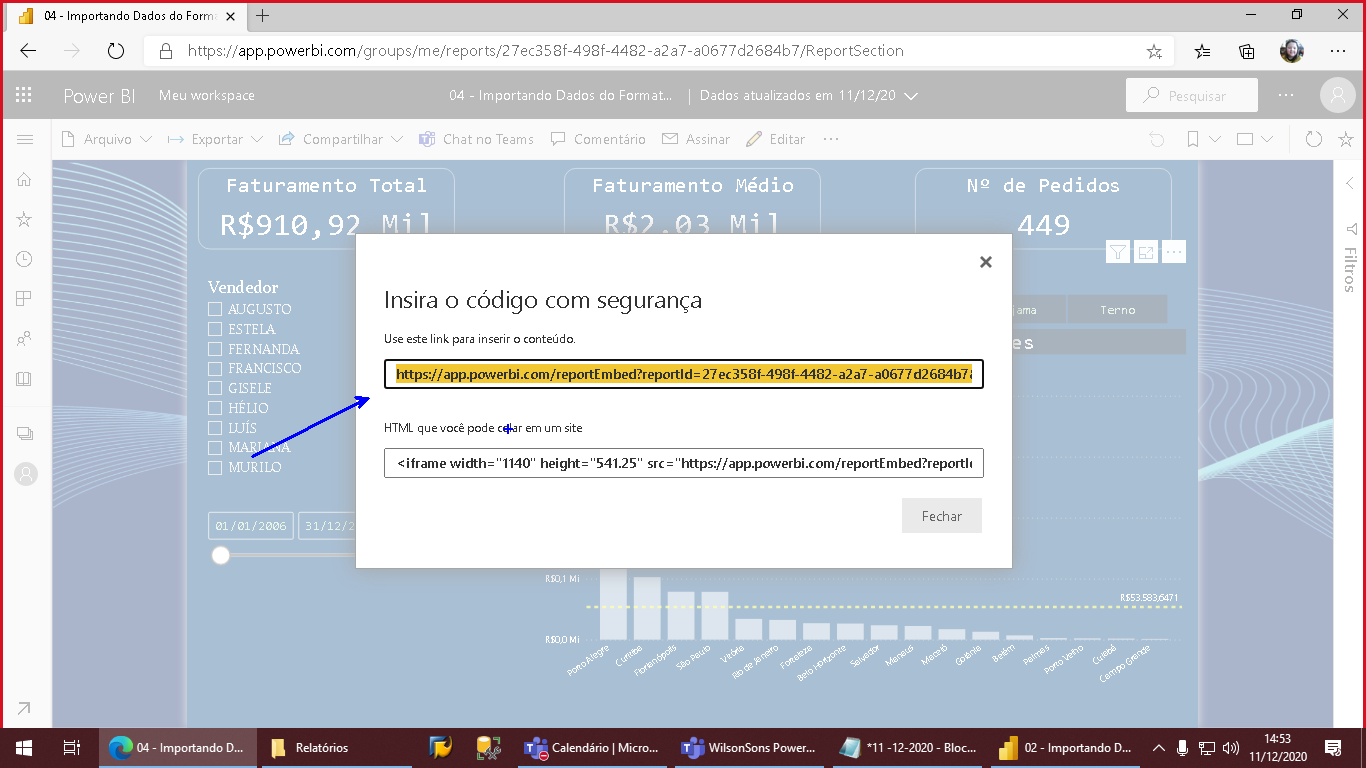 04 - Importando Dados do Forma
https://app.powerbi.com/groups/me/reports/27ec358f-498f-4482-a2a7-a0677d2684b7/ReportSection
Power BI Meu workspace 04 - Importando Dados do Format... | Dados atualizados em 11/12/20 Pesquisar
Arquivo Exportar Compartilhar Chat no Teams Comentário Assinar Editar
Faturamento Total Faturamento Médio Nº de Pedidos
R$910,92 Mil R$2,03 Mil 449
Filtros
Insira o código com segurança
Use este link para inserir o conteúdo.
https://app.powerbi.com/reportEmbed?reportId=27ec358f-498f-4482-a2a7-a0677d2684b7
HTML que você pode colar em um site
<iframe width="1140" height="541.25" src="https://app.powerbi.com/reportEmbed?reportId
Fechar
Vendedor
AUGUSTO
ESTELA
FERNANDA
FRANCISCO
GISELE
HÉLIO
LUÍS
MARIANA
MURILO
jama Terno
es
01/01/2006 31/12/2
R$0,1 Mi
R$53.583,6471
R$0,0 Mi
Porto Alegre Curitiba Florianópolis São Paulo Vitória Rio de Janeiro Fortaleza Belo Horizonte Salvador Manaus Maceió Goiânia Belém Palmas Porto Velho Cuiabá Campo Grande
04 - Importando D... Relatórios Calendário | Micro... WilsonSons Power... *11 -12-2020 - Bloc... 02 - Importando D... 14:53
11/12/2020